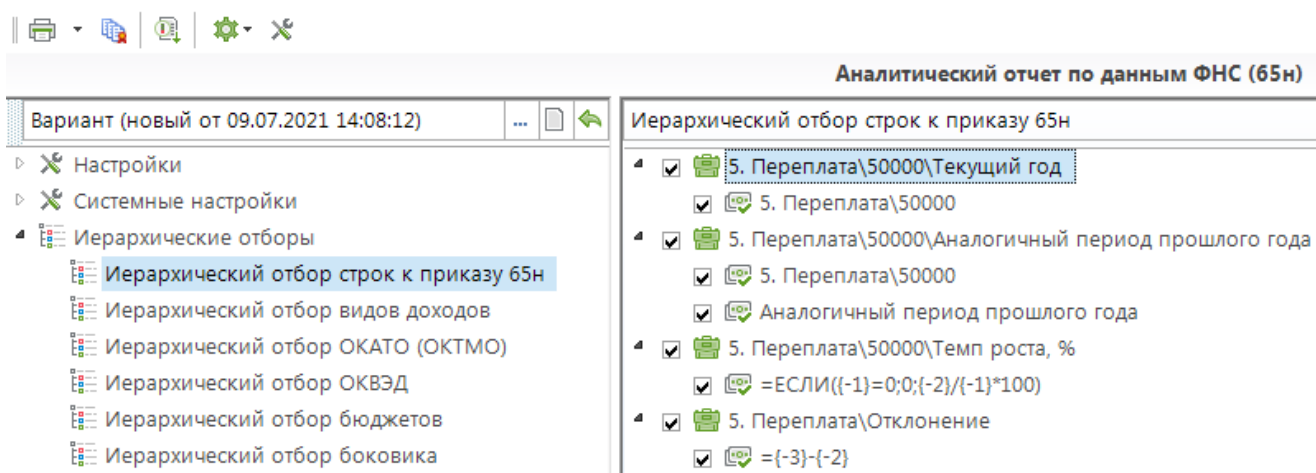 Аналитический отчет по данным ФНС (65н)
Вариант (новый от 09.07.2021 14:08:12)
...
Настройки
Системные настройки
Иерархические отборы
Иерархический отбор строк к приказу 65н
Иерархический отбор видов доходов
Иерархический отбор ОКАТО (ОКТМО)
Иерархический отбор ОКВЭД
Иерархический отбор бюджетов
Иерархический отбор боковика
Иерархический отбор строк к приказу 65н
5. Переплата\50000\Текущий год
5. Переплата\50000
5. Переплата\50000\Аналогичный период прошлого года
5. Переплата\50000
Аналогичный период прошлого года
5. Переплата\50000\Темп роста, %
=ЕСЛИ({-1}=0;0;{-2}/{-1}*100)
5. Переплата\Отклонение
={-3}-{-2}